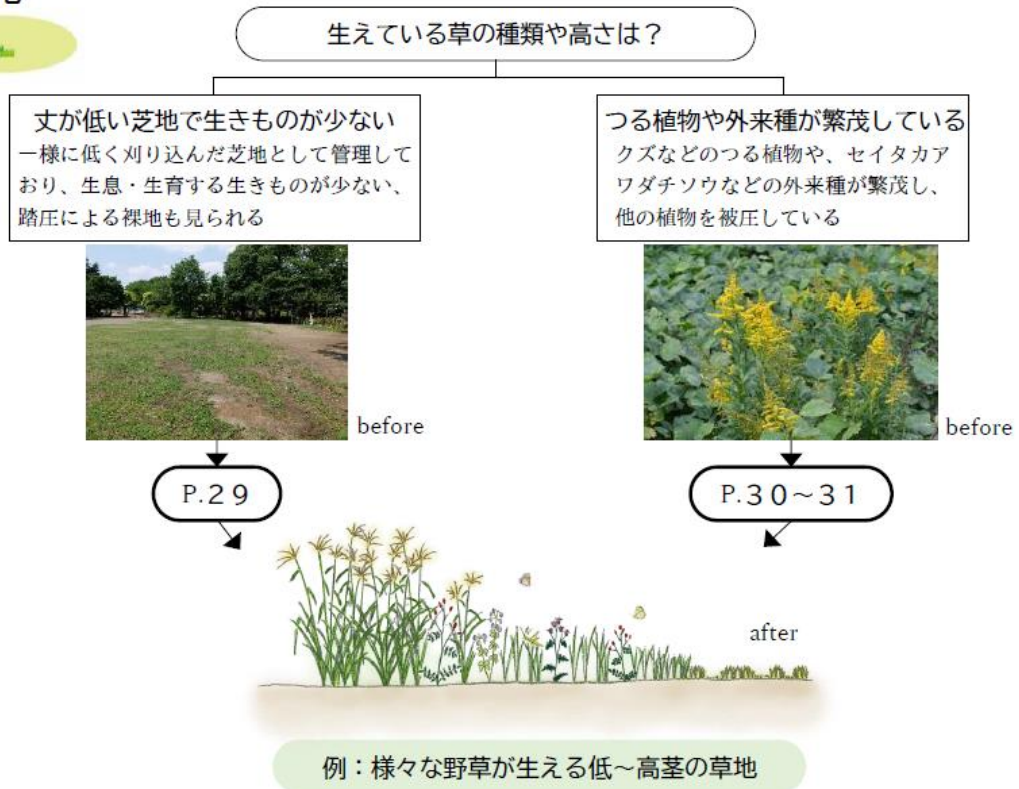 生えている草の種類や高さは？
丈が低い芝地で生きものが少ない
一様に低く刈り込んだ芝地として管理して
おり、生息・生育する生きものが少ない、
踏圧による裸地も見られる
つる植物や外来種が繁茂している
クズなどのつる植物や、セイタカア
ワダチソウなどの外来種が繁茂し、
他の植物を被圧している
before
before
P.２９
P.３０～３１
after
例：様々な野草が生える低～高茎の草地